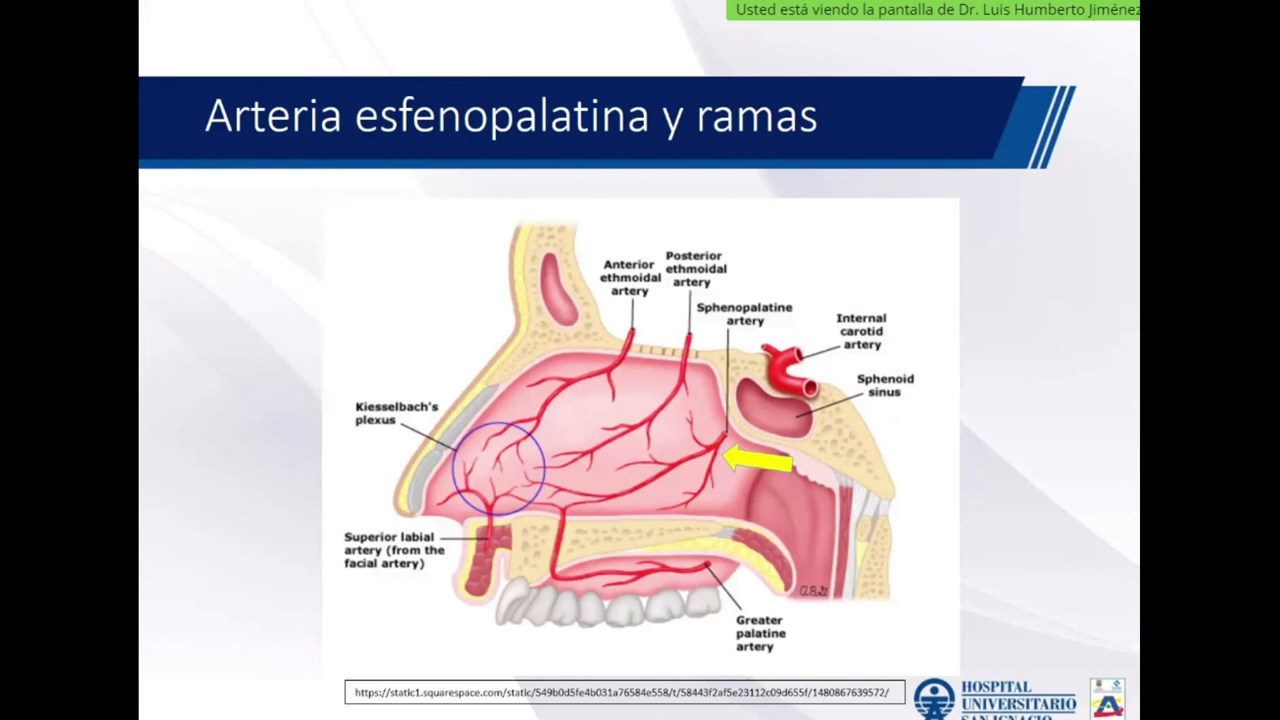 Usted está viendo la pantalla de Dr. Luis Humberto Jiménez
Arteria esfenopalatina y ramas
Posterior
ethmoidal
artery
Anterior
ethmoidal
artery
Sphenopalatine
artery
Internal
carotid
artery
Sphenoid
sinus
Kiesselbach's
plexus
Superior labial
artery (from the
facial artery)
Greater
palatine
artery
https://static1.squarespace.com/static/549b0d5fe4b031a76584e558/t/58443f2af5e23112c09d655f/1480867639572/
HOSPITAL
UNIVERSITARIO
SAN IGNACIO